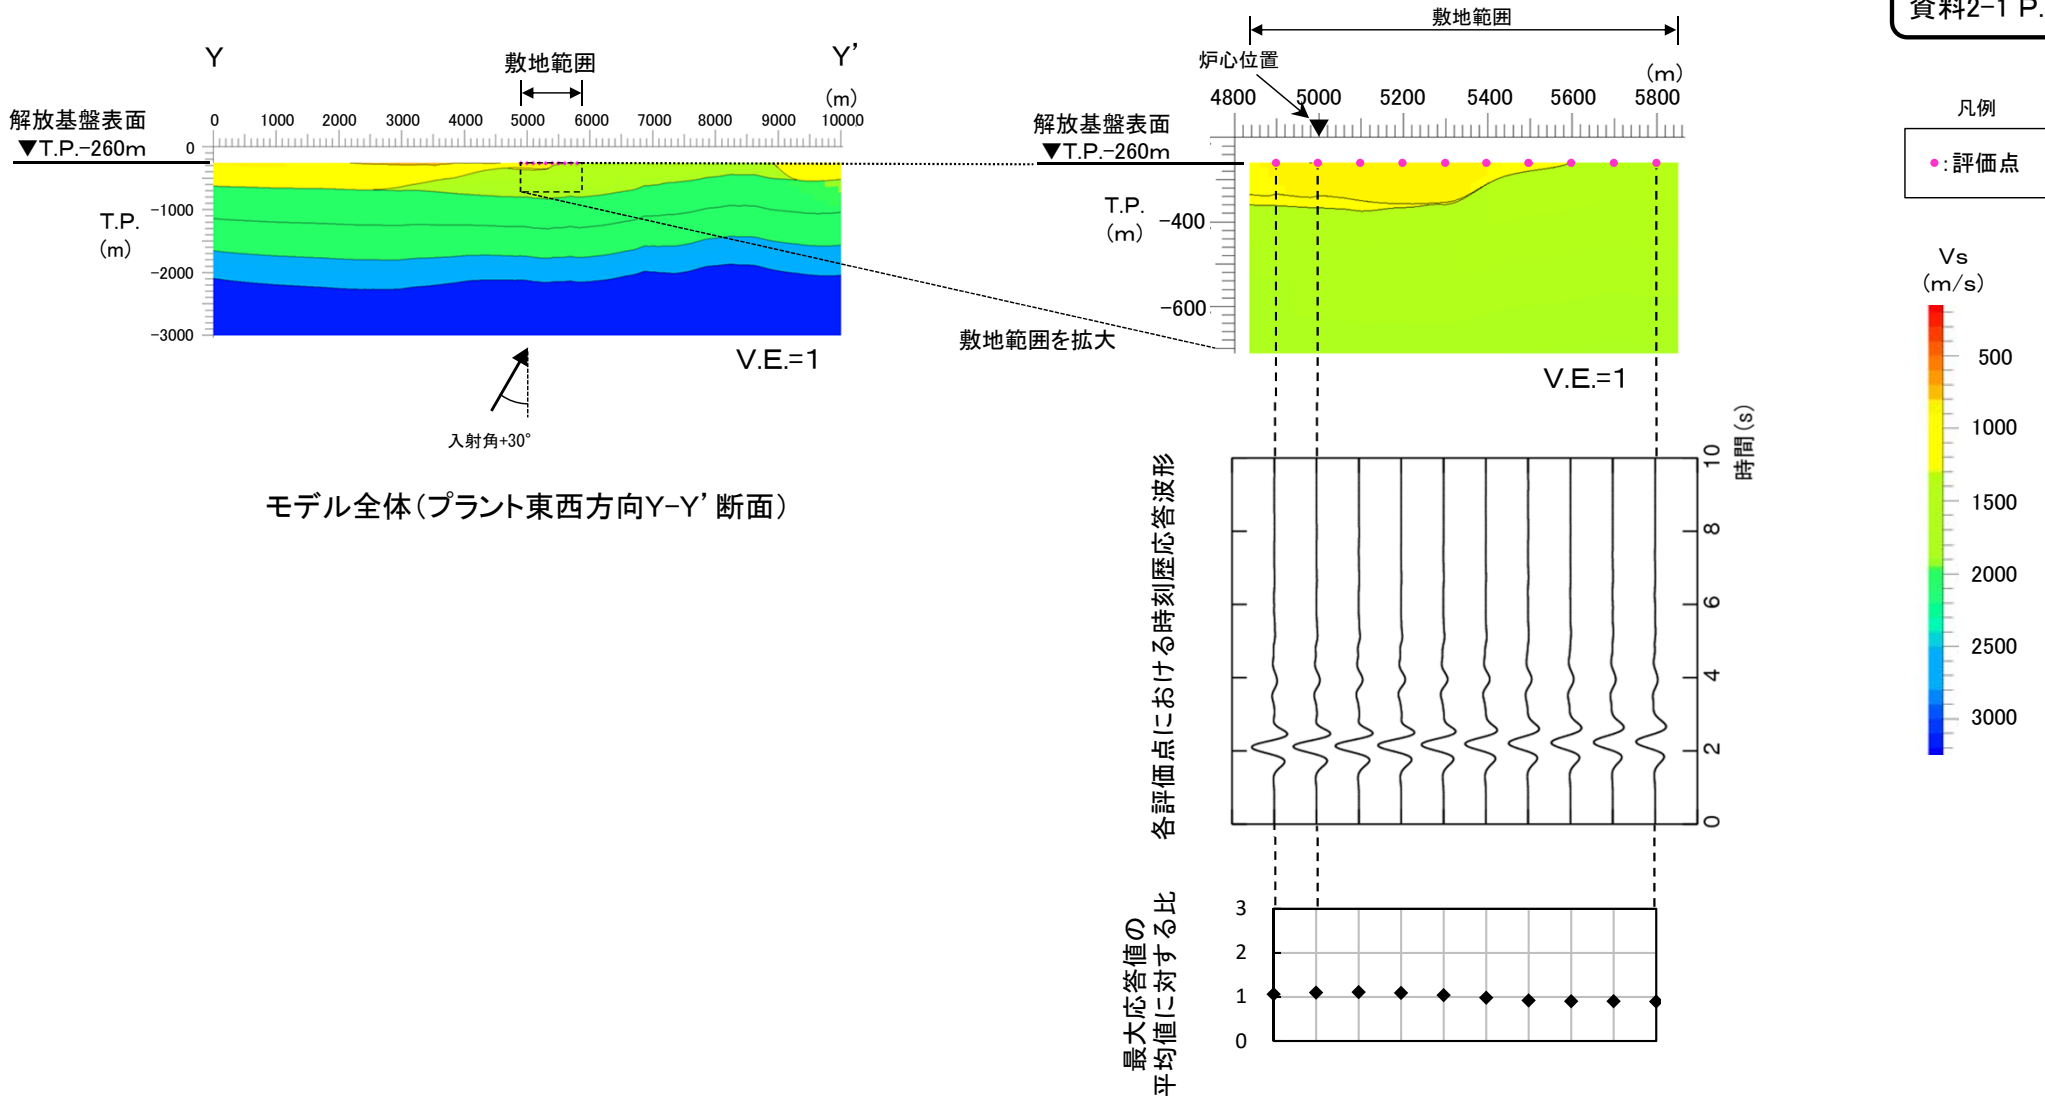 資料2-1 P.
Y
Y’
敷地範囲
(m)
解放基盤表面
▼T.P.-260m
0 1000 2000 3000 4000 5000 6000 7000 8000 9000 10000
0
-1000
-2000
-3000
T.P.
(m)
V.E.=1
入射角+30°
モデル全体(プラント東西方向Y-Y’断面)
敷地範囲
炉心位置
(m)
4800 5000 5200 5400 5600 5800
解放基盤表面
▼T.P.-260m
T.P.
(m)
-400
-600
敷地範囲を拡大
V.E.=1
凡例
●:評価点
Vs
(m/s)
500
1000
1500
2000
2500
3000
各評価点における時刻歴応答波形
時間(s)
10
8
6
4
2
0
最大応答値の
平均値に対する比
3
2
1
0